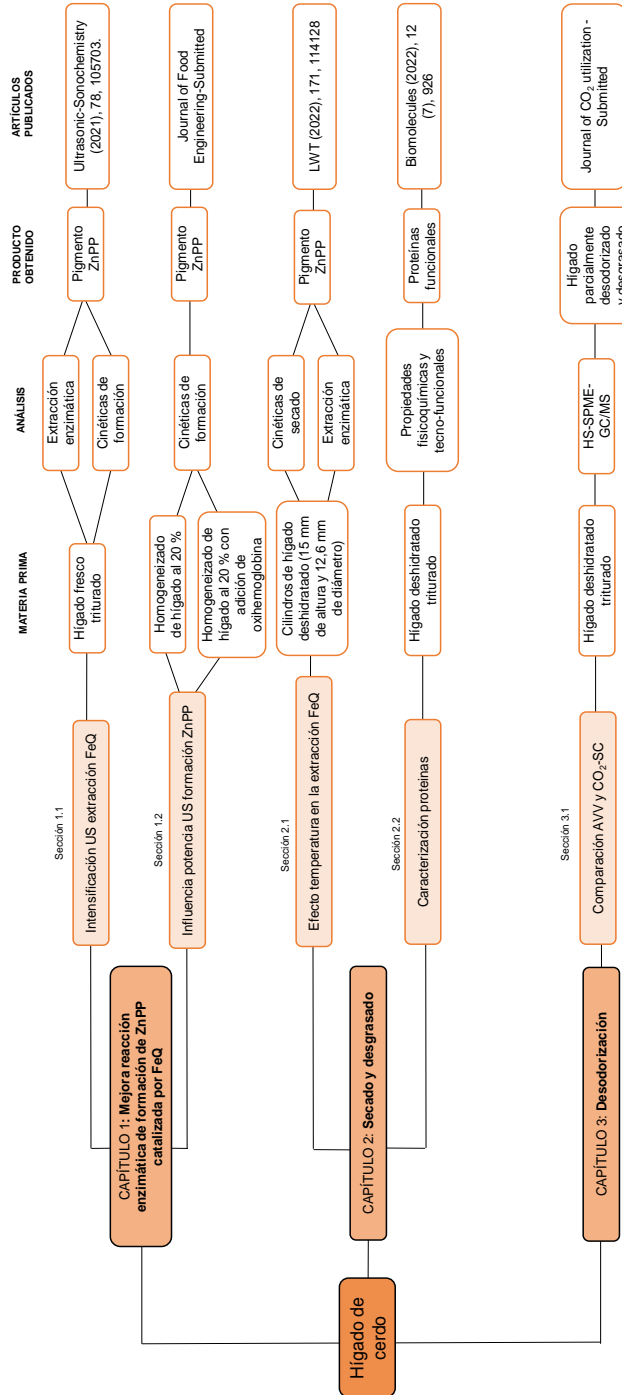 MATERIA PRIMA
ANÁLISIS
PRODUCTO
OBTENIDO
ARTÍCULOS
PUBLICADOS
Hígado de
cerdo
CAPÍTULO 1: Mejora reacción
enzimática de formación de ZnPP
catalizada por FeQ
Sección 1.1
Intensificación US extracción FeQ
Hígado fresco
triturado
Extracción
enzimática
Cinéticas de
formación
Pigmento
ZnPP
Ultrasonic-Sonochemistry
(2021), 78, 105703.
Sección 1.2
Influencia potencia US formación ZnPP
Homogeneizado
de hígado al 20 %
Homogeneizado de
hígado al 20 % con
adición de
oxihemoglobina
Cinéticas de
formación
Pigmento
ZnPP
Journal of Food
Engineering-Submitted
CAPÍTULO 2: Secado y desgrasado
Sección 2.1
Efecto temperatura en la extracción FeQ
Cilindros de hígado
deshidratado (15 mm
de altura y 12,6 mm
de diámetro)
Cinéticas de
secado
Extracción
enzimática
Pigmento
ZnPP
LWT (2022), 171, 114128
Sección 2.2
Caracterización proteinas
Hígado deshidratado
triturado
Propiedades
fisicoquímicas y
tecno-funcionales
Proteínas
funcionales
Biomolecules (2022), 12
(7), 926
CAPÍTULO 3: Desodorización
Sección 3.1
Comparación AVV y CO2-SC
Hígado deshidratado
triturado
HS-SPME-
GC/MS
Hígado
parcialmente
desodorizado
y desgrasado
Journal of CO2 utilization -
Submitted